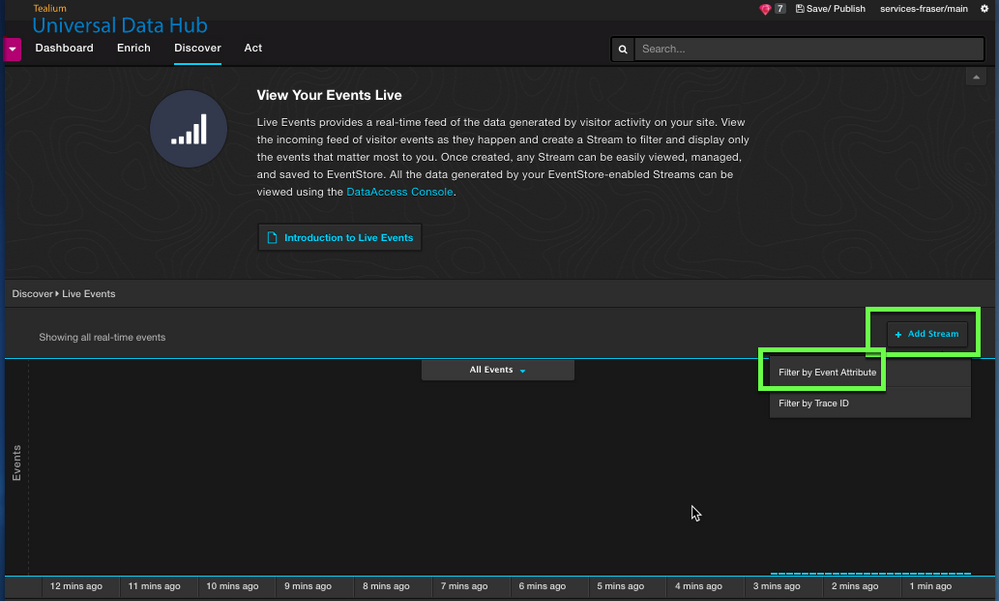 Tealium
Universal Data Hub
7 Save/ Publish services-fraser/main
Dashboard Enrich Discover Act
Search...
View Your Events Live
Live Events provides a real-time feed of the data generated by visitor activity on your site. View
the incoming feed of visitor events as they happen and create a Stream to filter and display only
the events that matter most to you. Once created, any Stream can be easily viewed, managed,
and saved to EventStore. All the data generated by your EventStore-enabled Streams can be
viewed using the DataAccess Console.
Introduction to Live Events
Discover Live Events
Showing all real-time events
+ Add Stream
All Events
Filter by Event Attribute
Filter by Trace ID
Events
12 mins ago 11 mins ago 10 mins ago 9 mins ago 8 mins ago 7 mins ago 6 mins ago 5 mins ago 4 mins ago 3 mins ago 2 mins ago 1 min ago